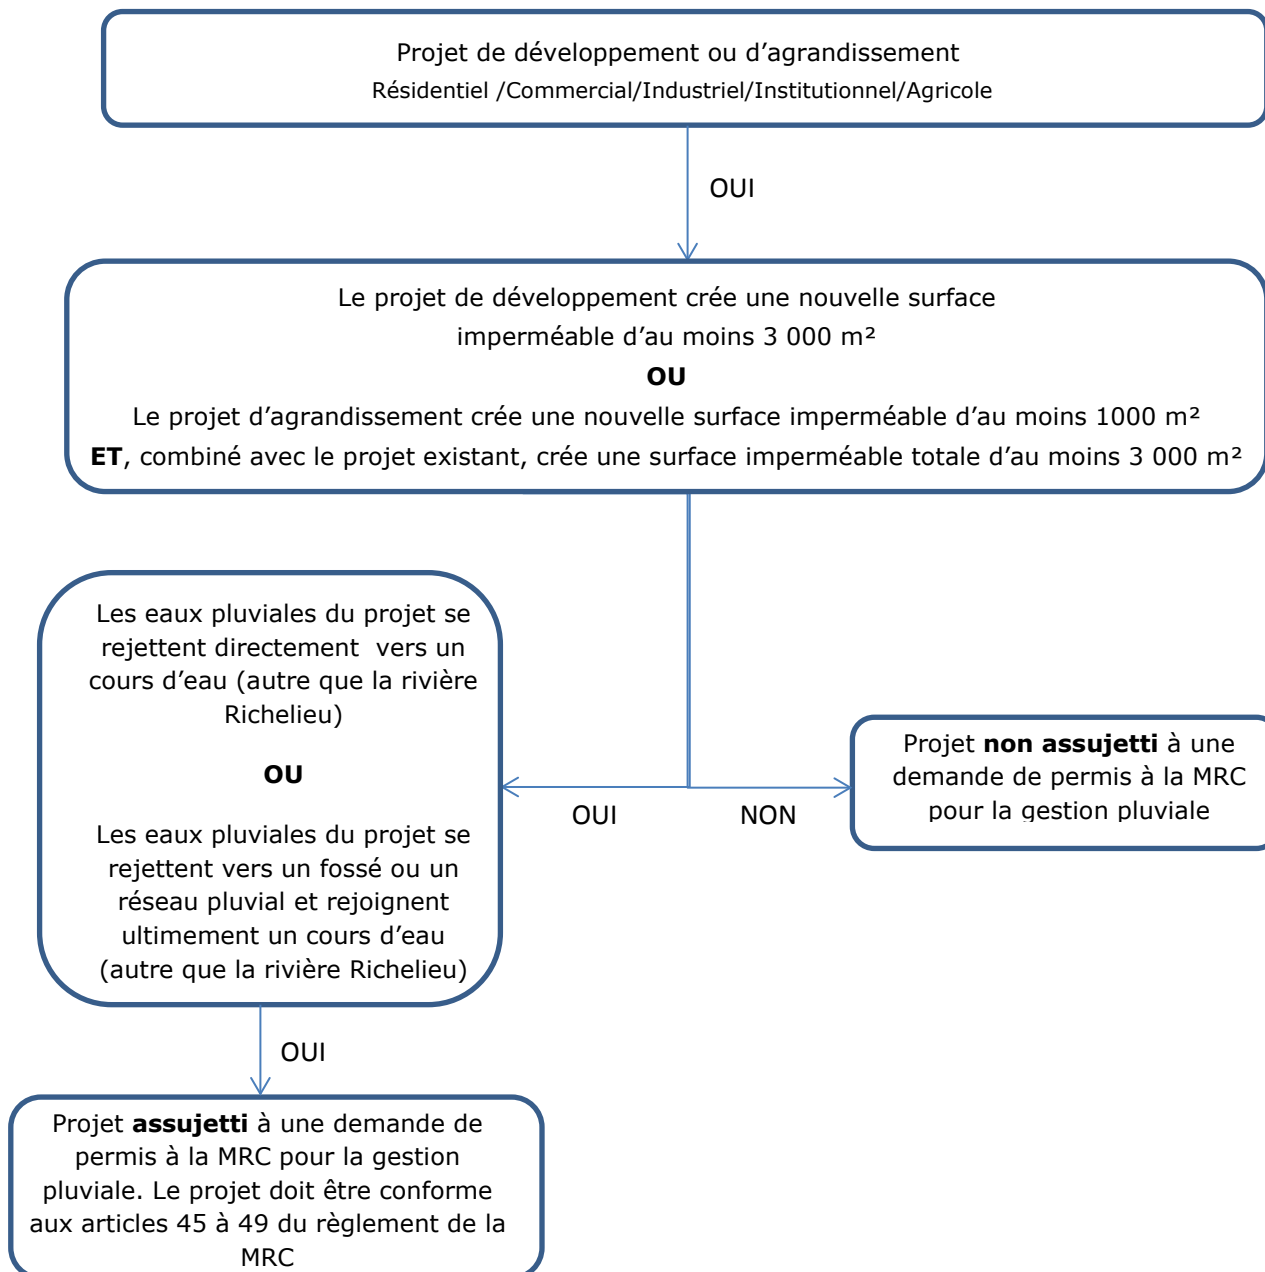 Projet de développement ou d’agrandissement
Résidentiel /Commercial/Industriel/Institutionnel/Agricole
OUI
Le projet de développement crée une nouvelle surface
imperméable d’au moins 3 000 m²
OU
Le projet d’agrandissement crée une nouvelle surface imperméable d’au moins 1000 m²
ET, combiné avec le projet existant, crée une surface imperméable totale d’au moins 3 000 m²
Les eaux pluviales du projet se
rejettent directement  vers un
cours d’eau (autre que la rivière
Richelieu)
OU
Les eaux pluviales du projet se
rejettent vers un fossé ou un
réseau pluvial et rejoignent
ultimement un cours d’eau
(autre que la rivière Richelieu)
OUI
NON
Projet non assujetti à une
demande de permis à la MRC
pour la gestion pluviale
OUI
Projet assujetti à une demande de
permis à la MRC pour la gestion
pluviale. Le projet doit être conforme
aux articles 45 à 49 du règlement de la
MRC